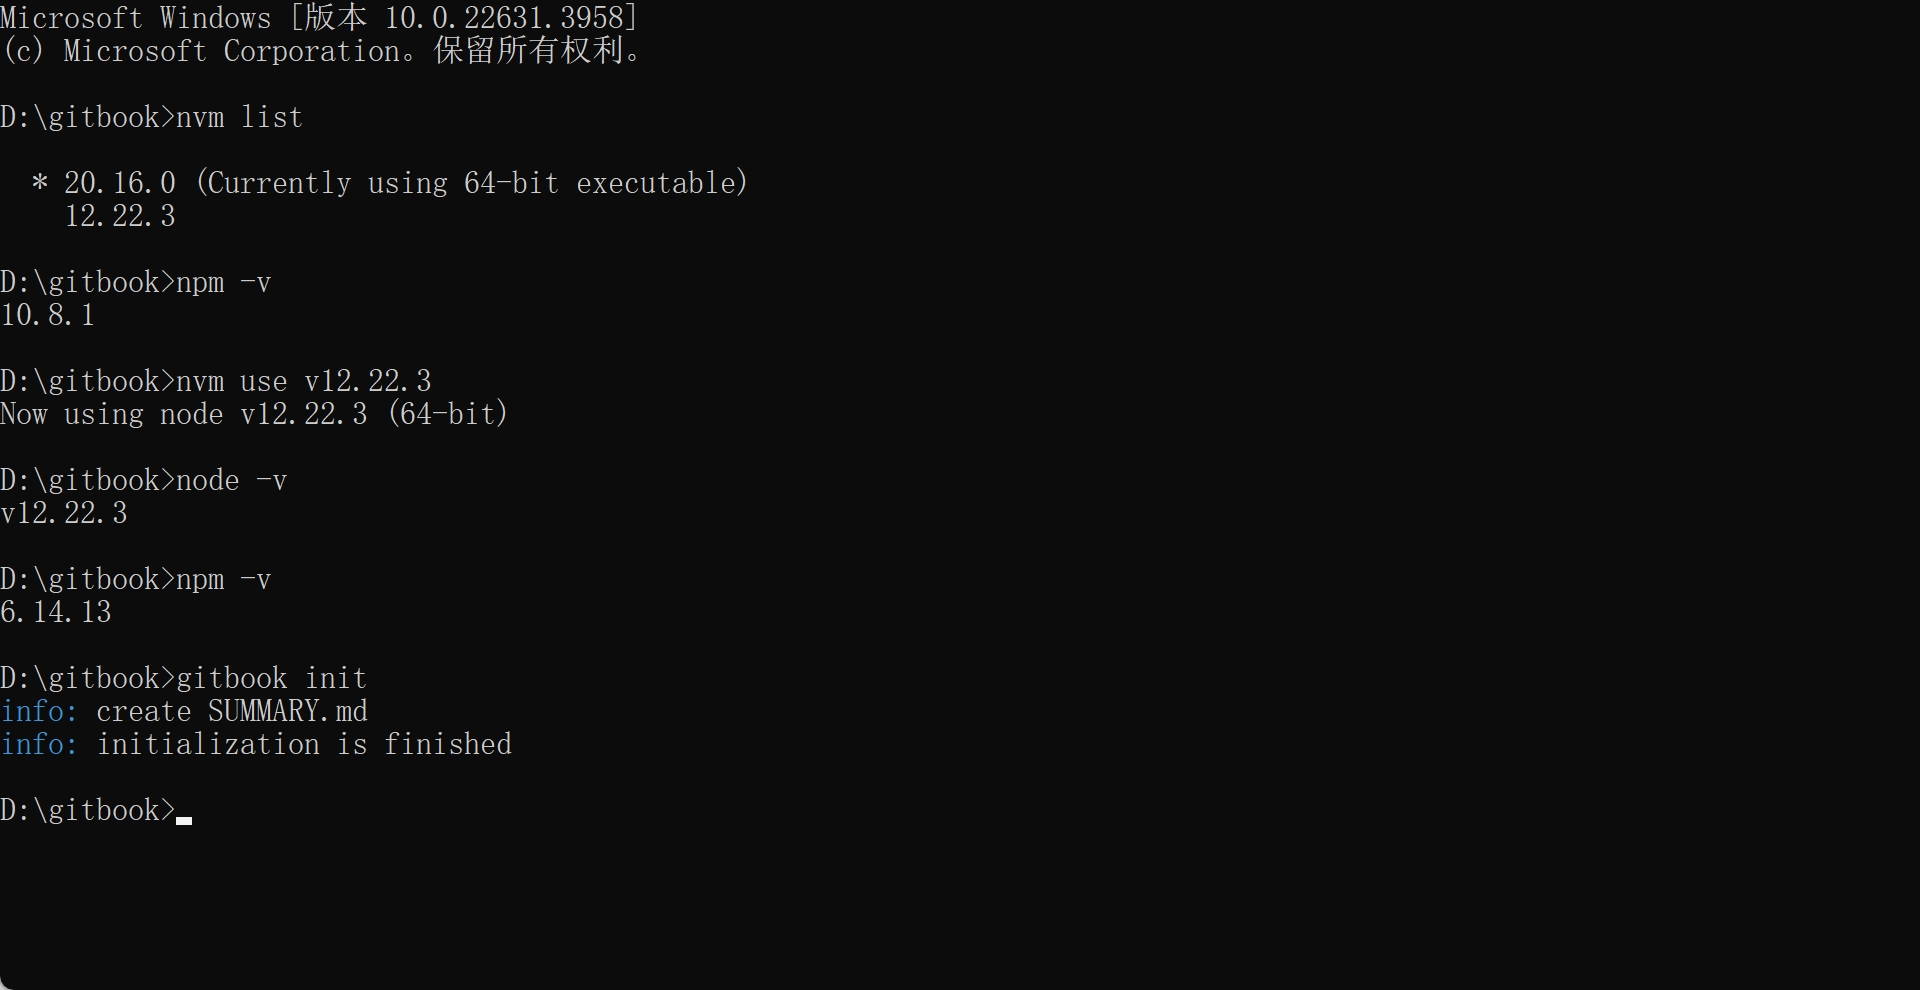 Microsoft Windows [版本 10.0.22631.3958]
(c) Microsoft Corporation。保留所有权利。
D:\gitbook>nvm list
* 20.16.0 (Currently using 64-bit executable)
12.22.3
D:\gitbook>npm -v
10.8.1
D:\gitbook>nvm use v12.22.3
Now using node v12.22.3 (64-bit)
D:\gitbook>node -v
v12.22.3
D:\gitbook>npm -v
6.14.13
D:\gitbook>gitbook init
info: create SUMMARY.md
info: initialization is finished
D:\gitbook>